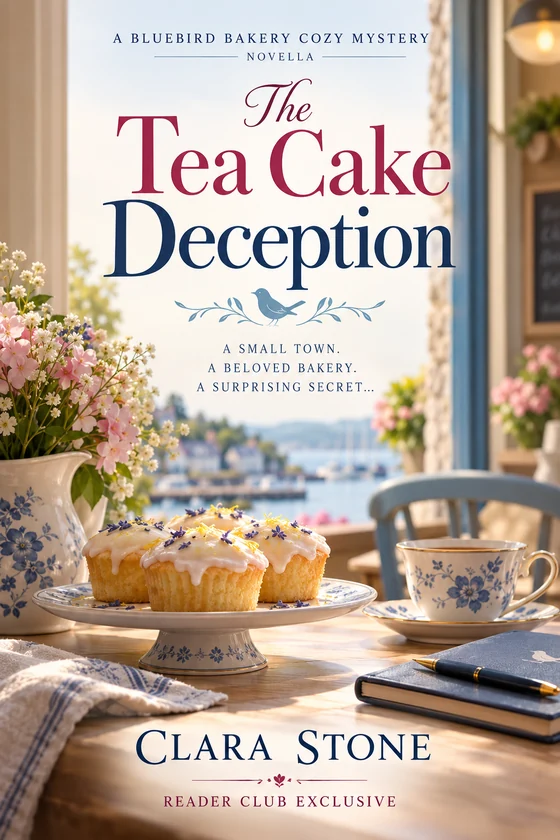 A BLUEBIRD BAKERY COZY MYSTERY
NOVELLA
The
Tea Cake
Deception
A SMALL TOWN.
A BELOVED BAKERY.
A SURPRISING SECRET...
CLARA STONE
READER CLUB EXCLUSIVE